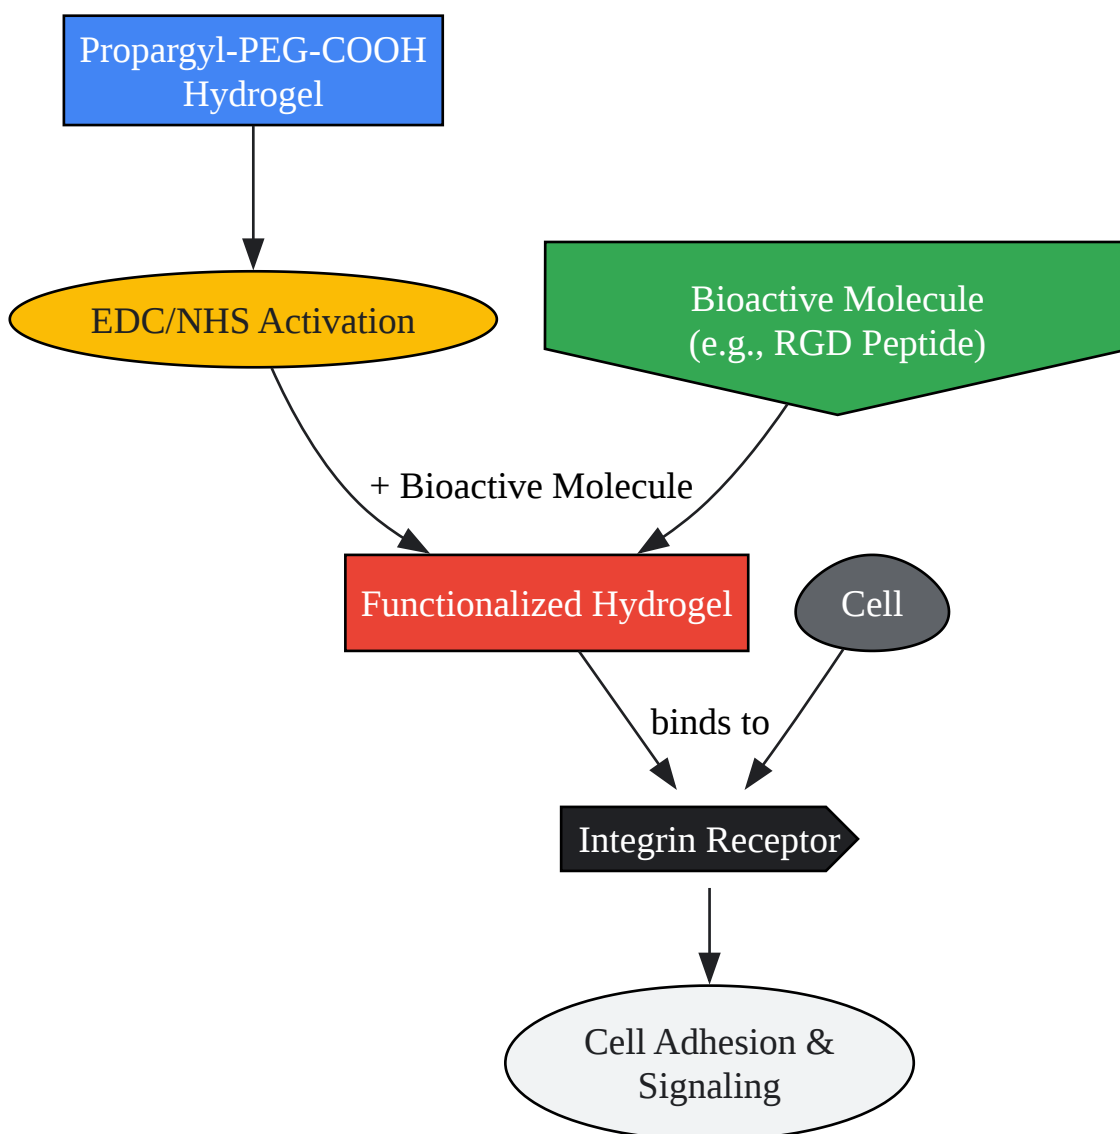 Propargyl-PEG-COOH
Hydrogel
EDC/NHS Activation
Bioactive Molecule
(e.g., RGD Peptide)
+ Bioactive Molecule
Functionalized Hydrogel
Cell
binds to
Integrin Receptor
Cell Adhesion &
Signaling